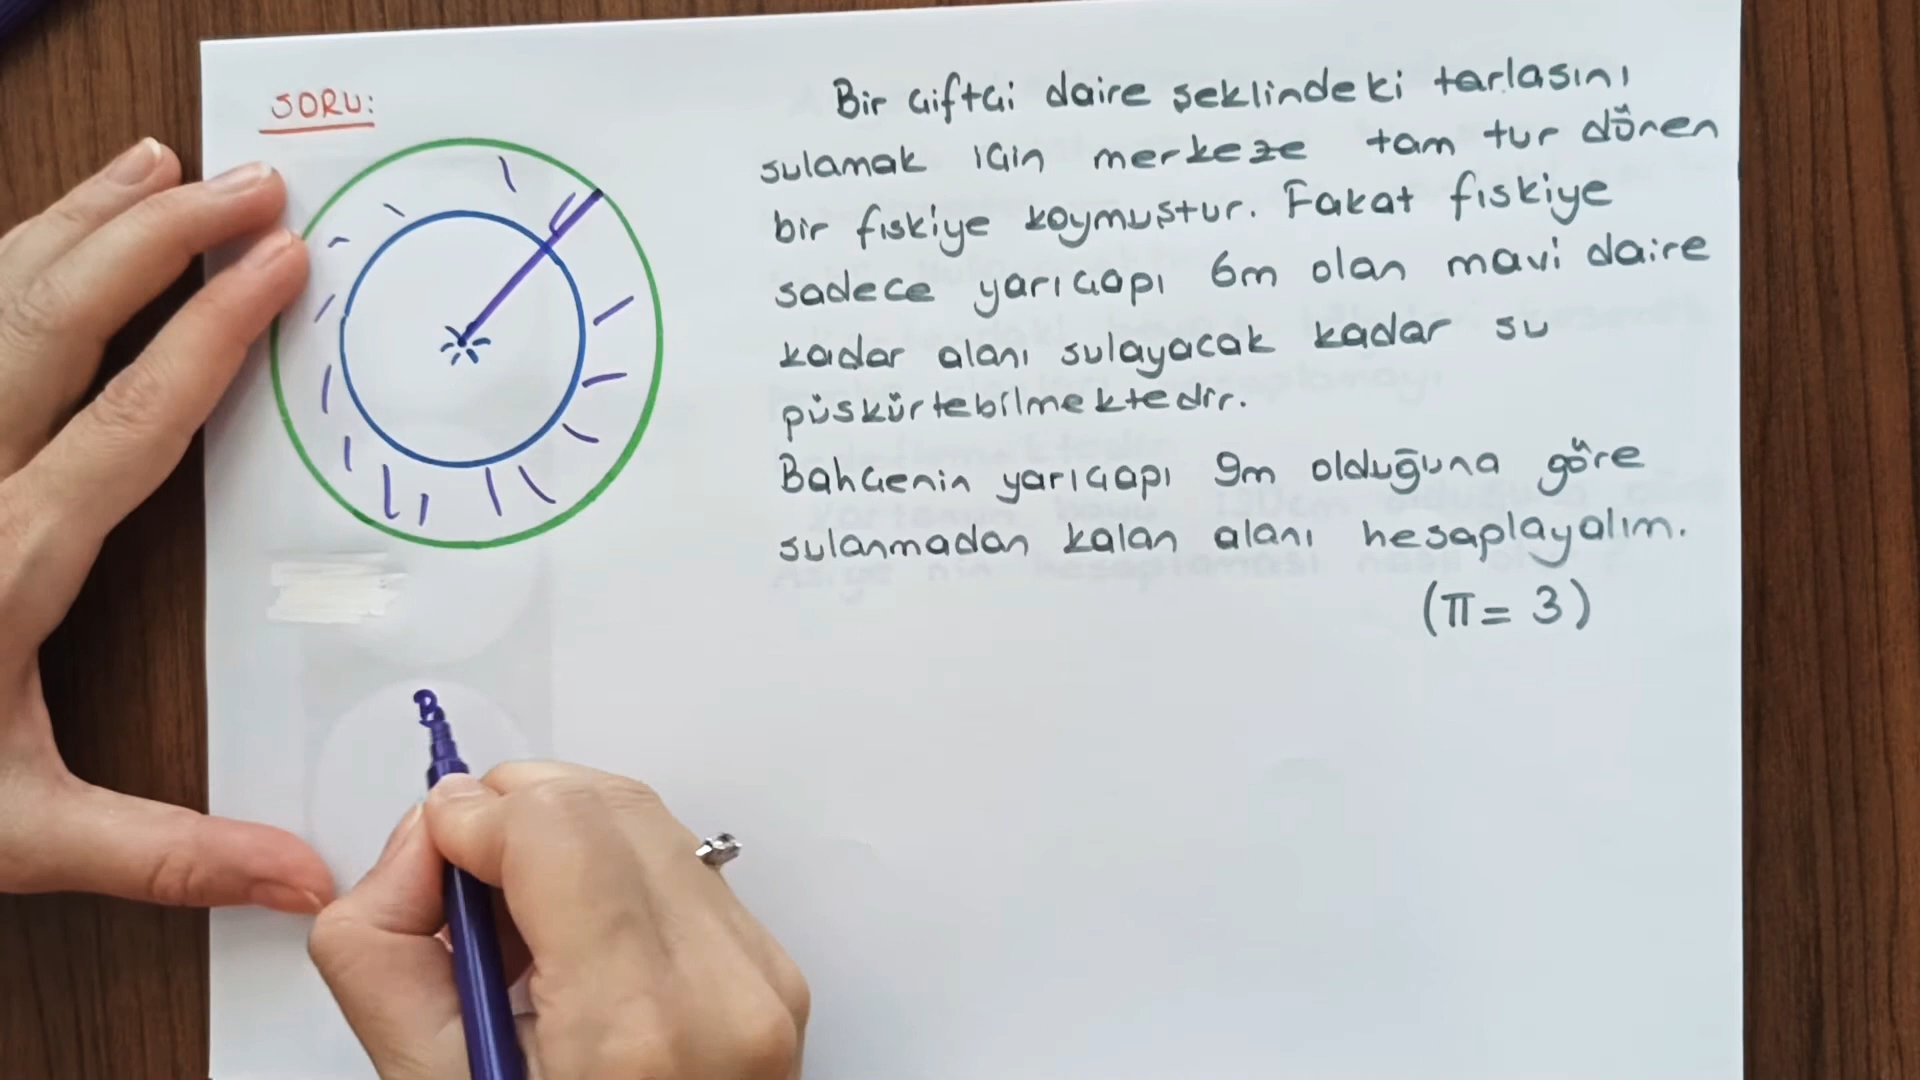 SORU:
Bir çiftçi daire şeklindeki tarlasını
sulamak için merkeze tam tur dönen
bir fıskiye koymuştur. Fakat fıskiye
sadece yarıçapı 6m olan mavi daire
kadar alanı sulayacak kadar su
püskürtebilmektedir.
Bahçenin yarıçapı 9m olduğuna göre
sulanmadan kalan alanı hesaplayalım.
(π = 3)
B